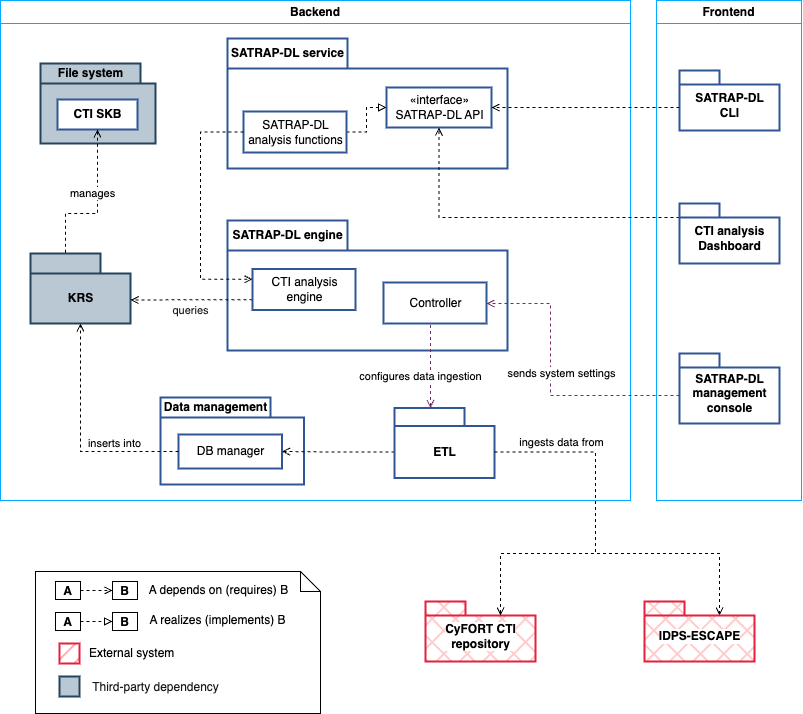 Backend
Frontend
SATRAP-DL service
File system
CTI SKB
«interface»
SATRAP-DL API
SATRAP-DL
analysis functions
SATRAP-DL
CLI
manages
SATRAP-DL engine
CTI analysis
Dashboard
CTI analysis
engine
KRS
Controller
queries
configures data ingestion
sends system settings
SATRAP-DL
management
console
Data management
inserts into
DB manager
ETL
ingests data from
A
B
A depends on (requires) B
A
B
A realizes (implements) B
External system
Third-party dependency
CyFORT CTI
repository
IDPS-ESCAPE